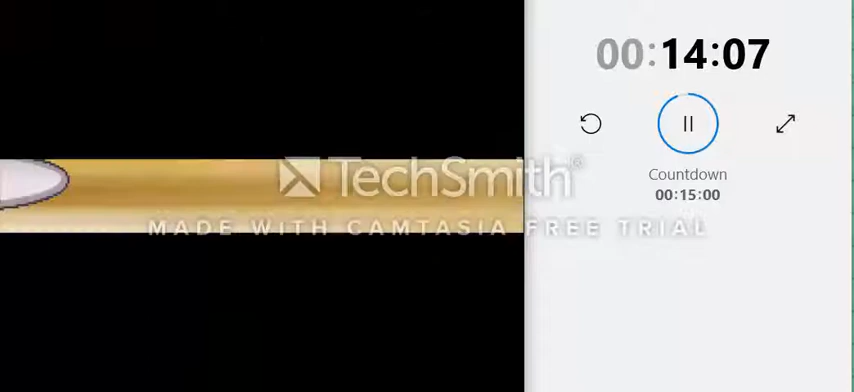 00:14:07
TechSmith®
Countdown
00:15:00
MADE WITH CAMTASIA FREE TRIAL